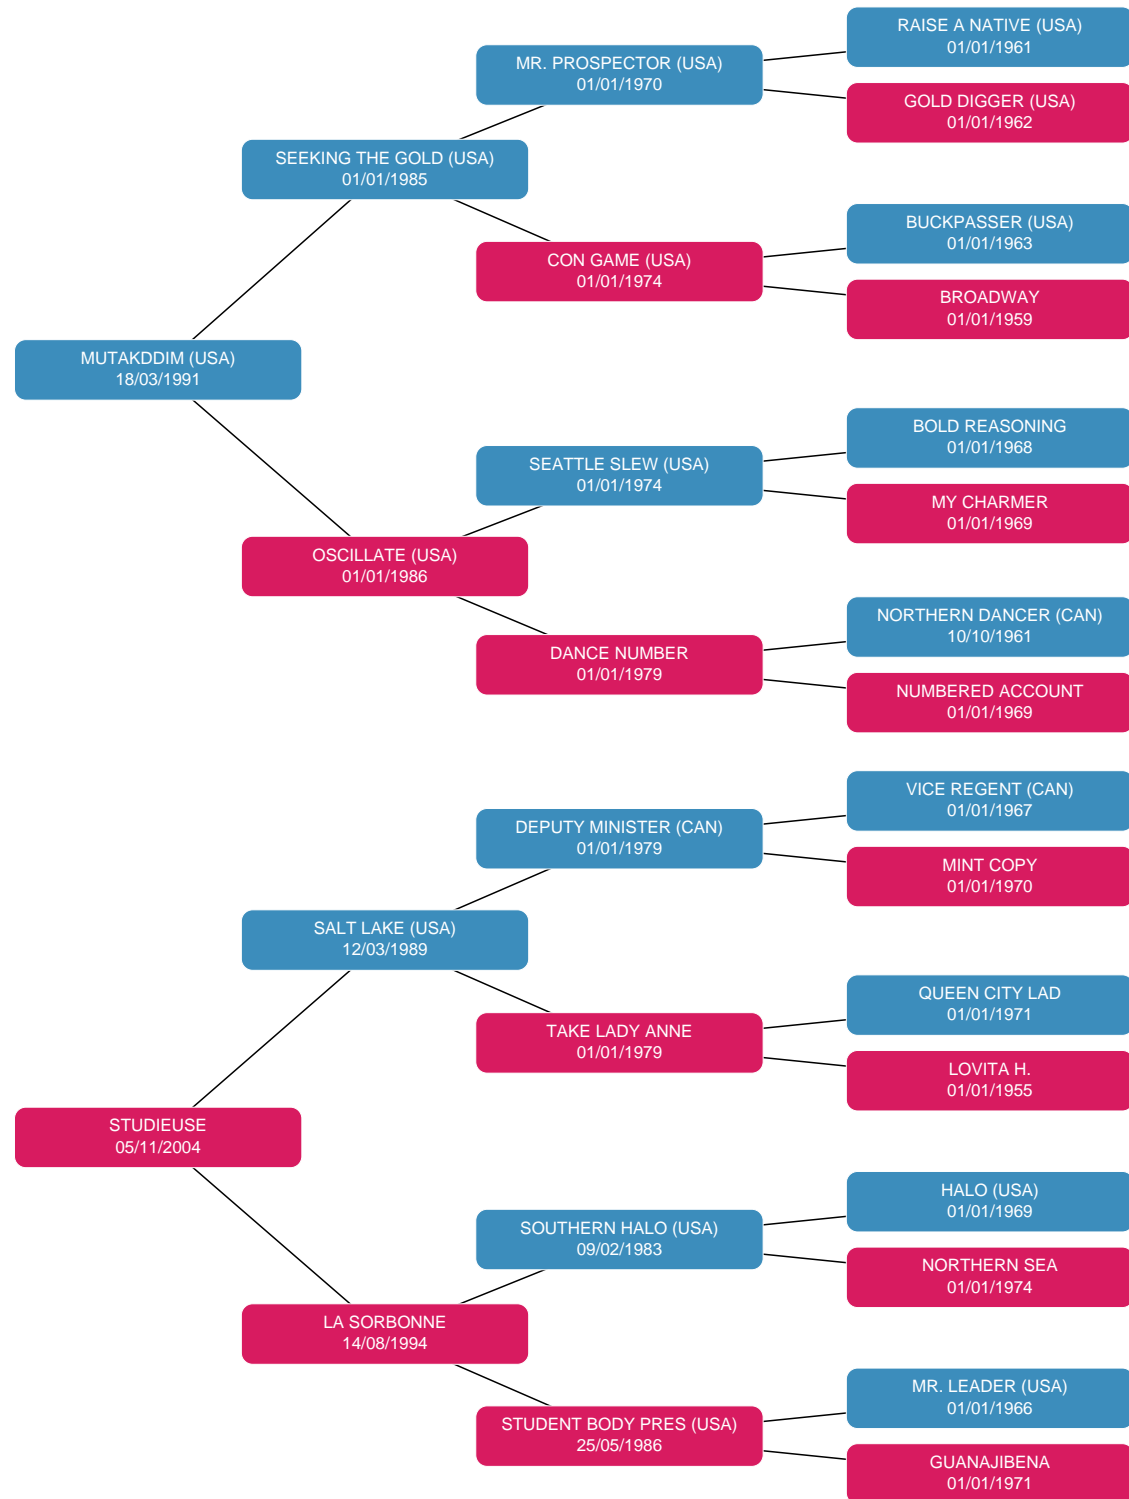 RAISE A NATIVE (USA)
01/01/1961
MR. PROSPECTOR (USA)
01/01/1970
GOLD DIGGER (USA)
01/01/1962
SEEKING THE GOLD (USA)
01/01/1985
BUCKPASSER (USA)
01/01/1963
CON GAME (USA)
01/01/1974
BROADWAY
01/01/1959
MUTAKDDIM (USA)
18/03/1991
BOLD REASONING
01/01/1968
SEATTLE SLEW (USA)
01/01/1974
MY CHARMER
01/01/1969
OSCILLATE (USA)
01/01/1986
NORTHERN DANCER (CAN)
10/10/1961
DANCE NUMBER
01/01/1979
NUMBERED ACCOUNT
01/01/1969
VICE REGENT (CAN)
01/01/1967
DEPUTY MINISTER (CAN)
01/01/1979
MINT COPY
01/01/1970
SALT LAKE (USA)
12/03/1989
QUEEN CITY LAD
01/01/1971
TAKE LADY ANNE
01/01/1979
LOVITA H.
01/01/1955
STUDIEUSE
05/11/2004
HALO (USA)
01/01/1969
SOUTHERN HALO (USA)
09/02/1983
NORTHERN SEA
01/01/1974
LA SORBONNE
14/08/1994
MR. LEADER (USA)
01/01/1966
STUDENT BODY PRES (USA)
25/05/1986
GUANAJIBENA
01/01/1971